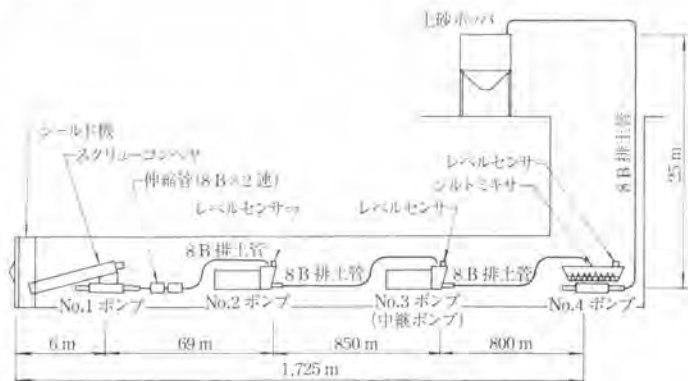 土砂ホッパ
シールド機
スクリューコンベヤ
伸縮管(8B×2連)
レベルセンサ
レベルセンサ
レベルセンサ
シルトミキサ
8B排土管
25m
8B排土管
8B排土管
8B排土管
No.1 ポンプ
No.2 ポンプ
No.3 ポンプ
(中継ポンプ)
No.4 ポンプ
6m
69m
850m
800m
1,725m